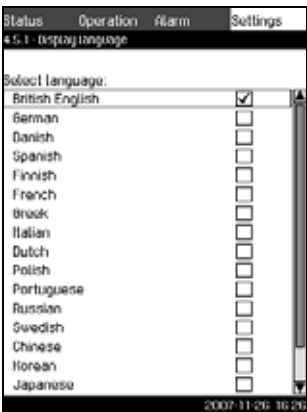 Status Operation Alarm Settings
4.5.1 - Display language
Select language:
British English
German
Danish
Spanish
Finnish
French
Greek
Italian
Dutch
Polish
Portuguese
Russian
Swedish
Chinese
Korean
Japanese
2007-11-26 16:26